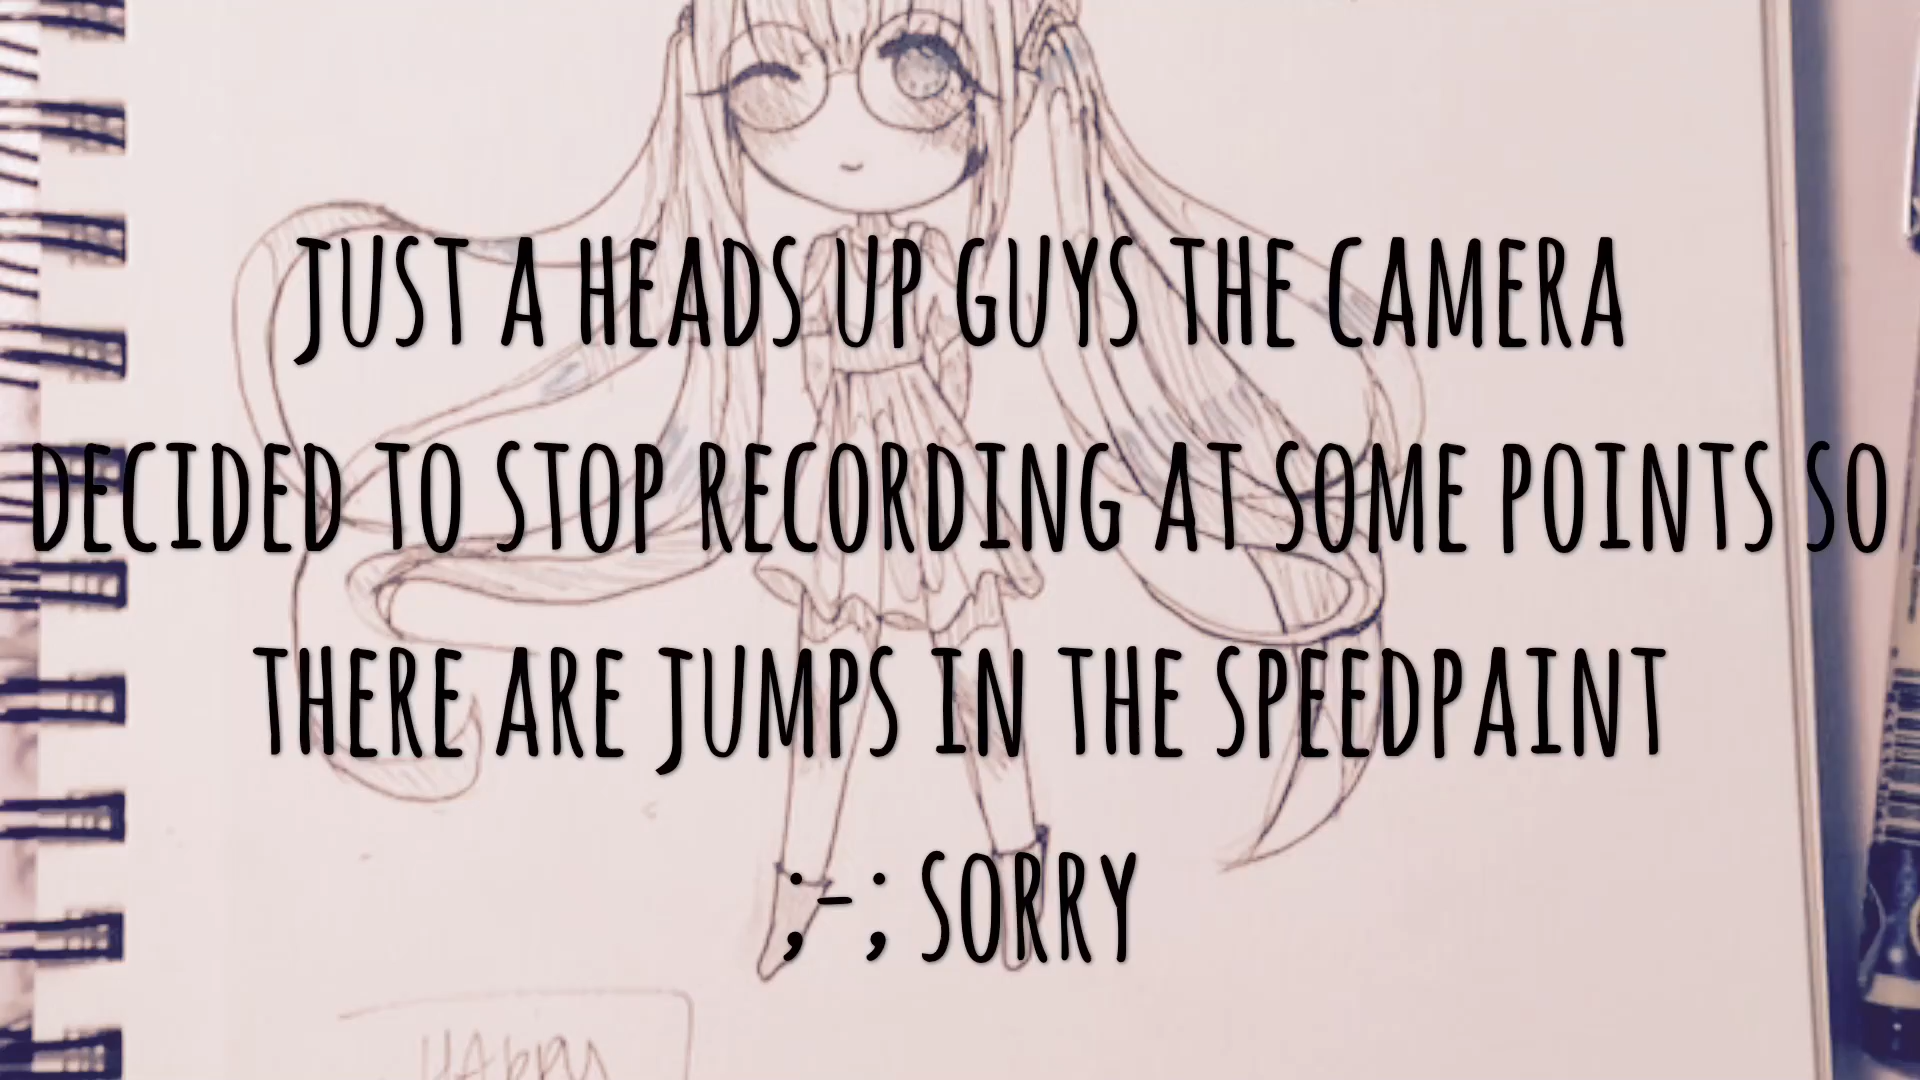 JUST A HEADS UP GUYS THE CAMERA
DECIDED TO STOP RECORDING AT SOME POINTS SO
THERE ARE JUMPS IN THE SPEEDPAINT
;-; SORRY
HAPPY